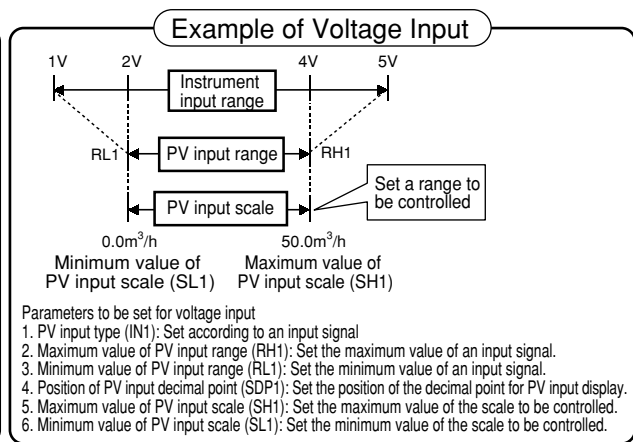 Example of Voltage Input
1V 2V 4V 5V
Instrument
input range
RL1 PV input range RH1
PV input scale
Set a range to
be controlled
0.0m³/h 50.0m³/h
Minimum value of Maximum value of
PV input scale (SL1) PV input scale (SH1)
Parameters to be set for voltage input
1. PV input type (IN1): Set according to an input signal
2. Maximum value of PV input range (RH1): Set the maximum value of an input signal.
3. Minimum value of PV input range (RL1): Set the minimum value of an input signal.
4. Position of PV input decimal point (SDP1): Set the position of the decimal point for PV input display.
5. Maximum value of PV input scale (SH1): Set the maximum value of the scale to be controlled.
6. Minimum value of PV input scale (SL1): Set the minimum value of the scale to be controlled.